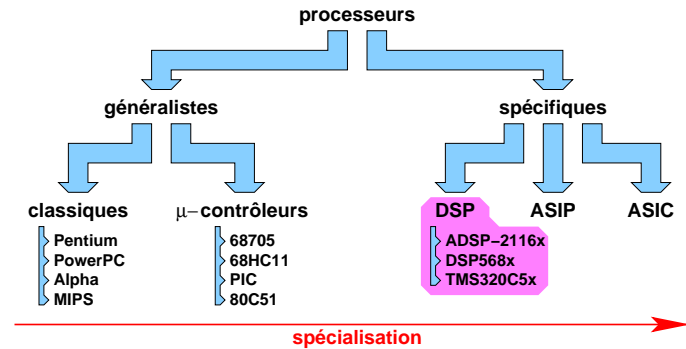 processeurs
généralistes
spécifiques
classiques
μ−contrôleurs
DSP
ASIP
ASIC
Pentium
PowerPC
Alpha
MIPS
68705
68HC11
PIC
80C51
ADSP−2116x
DSP568x
TMS320C5x
spécialisation